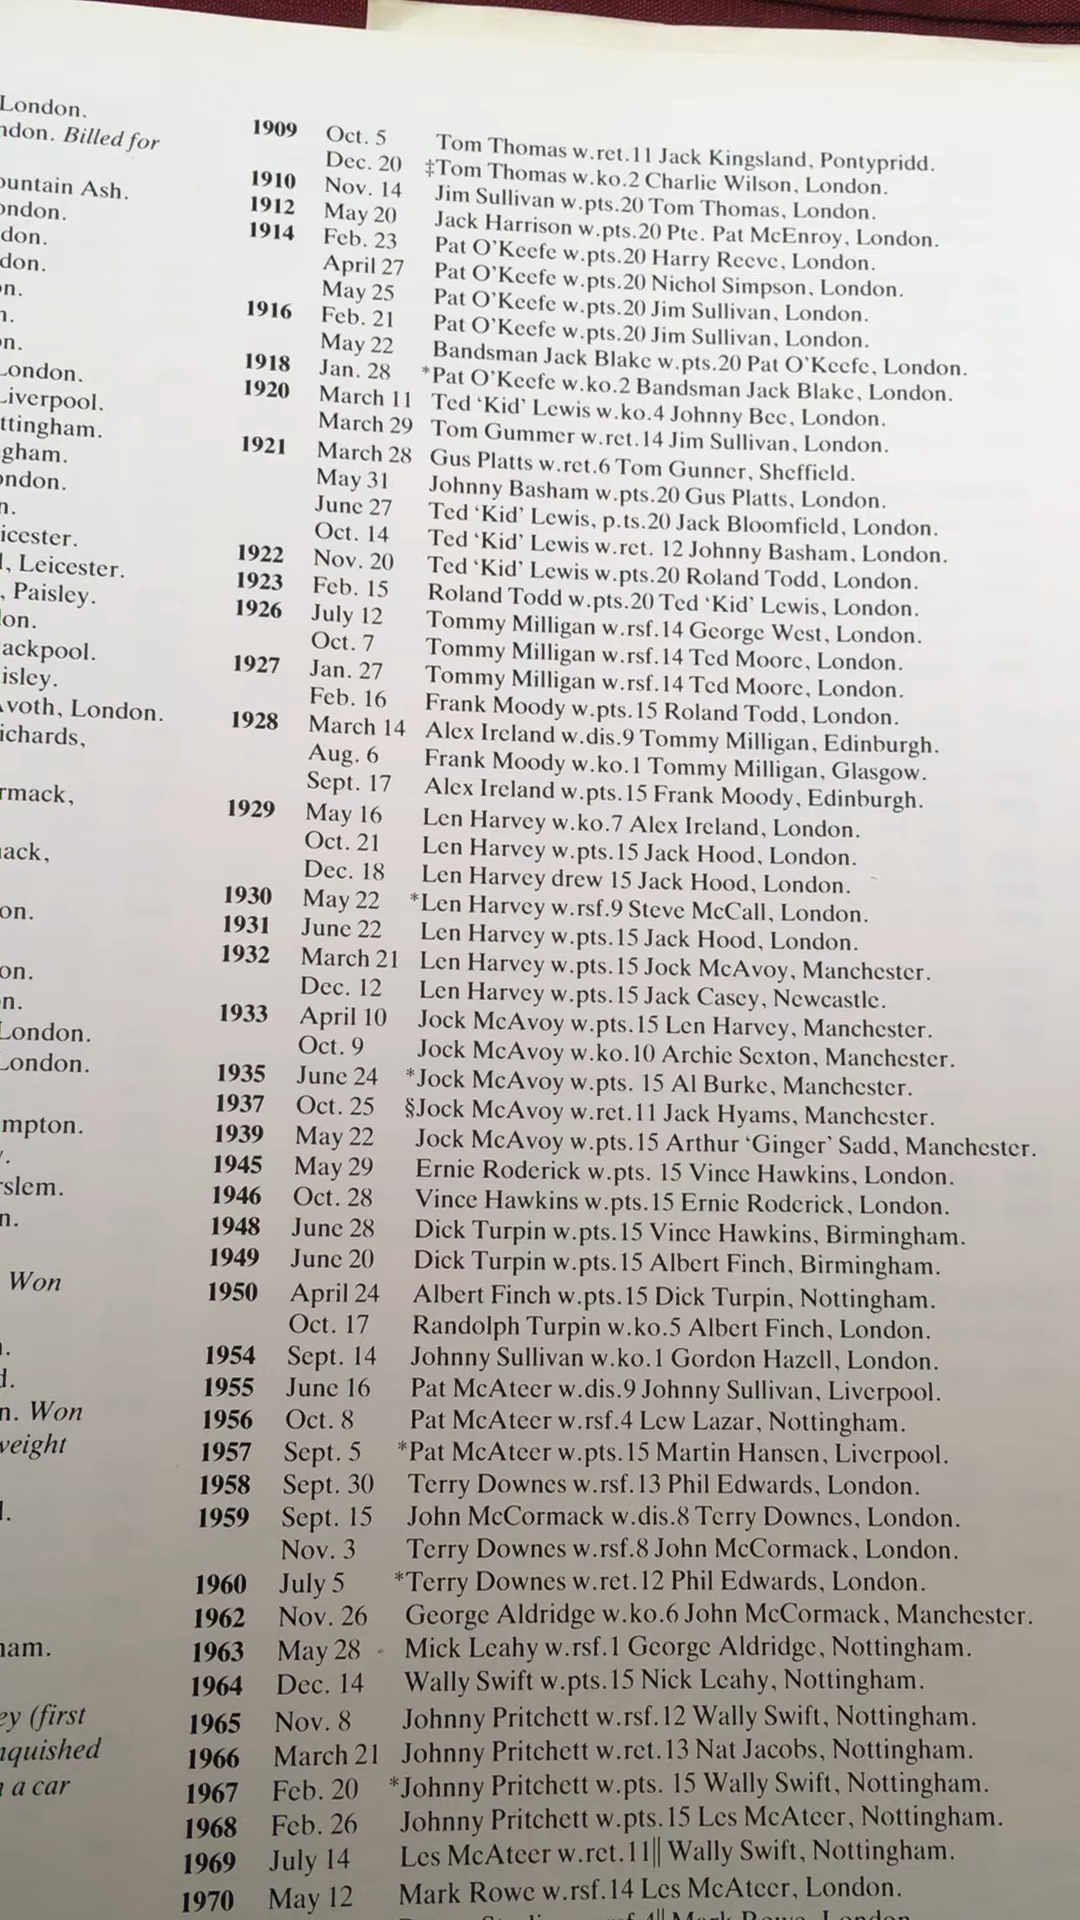 London.
ndon. Billed for
ountain Ash.
ondon.
don.
don.
on.
n.
on.
London.
Liverpool.
ttingham.
gham.
ondon.
n.
icester.
l, Leicester.
, Paisley.
lon.
ackpool.
isley.
Avoth, London.
ichards,
rmack,
nack,
on.
on.
n.
London.
London.
mpton.
y.
rslem.
n.
Won
n.
d.
n. Won
weight
l.
ham.
ey (first
nquished
n a car
1909 Oct. 5 Tom Thomas w.ret.11 Jack Kingsland, Pontypridd.
Dec. 20 ‡Tom Thomas w.ko.2 Charlie Wilson, London.
1910 Nov. 14 Jim Sullivan w.pts.20 Tom Thomas, London.
1912 May 20 Jack Harrison w.pts.20 Pte. Pat McEnroy, London.
1914 Feb. 23 Pat O'Keefe w.pts.20 Harry Reeve, London.
April 27 Pat O'Keefe w.pts.20 Nichol Simpson, London.
May 25 Pat O'Keefe w.pts.20 Jim Sullivan, London.
1916 Feb. 21 Pat O'Keefe w.pts.20 Jim Sullivan, London.
May 22 Bandsman Jack Blake w.pts.20 Pat O'Keefe, London.
1918 Jan. 28 *Pat O'Keefe w.ko.2 Bandsman Jack Blake, London.
1920 March 11 Ted 'Kid' Lewis w.ko.4 Johnny Bee, London.
March 29 Tom Gummer w.ret.14 Jim Sullivan, London.
1921 March 28 Gus Platts w.ret.6 Tom Gunner, Sheffield.
May 31 Johnny Basham w.pts.20 Gus Platts, London.
June 27 Ted 'Kid' Lewis, p.ts.20 Jack Bloomfield, London.
Oct. 14 Ted 'Kid' Lewis w.ret. 12 Johnny Basham, London.
1922 Nov. 20 Ted 'Kid' Lewis w.pts.20 Roland Todd, London.
1923 Feb. 15 Roland Todd w.pts.20 Ted 'Kid' Lewis, London.
1926 July 12 Tommy Milligan w.rsf.14 George West, London.
Oct. 7 Tommy Milligan w.rsf.14 Ted Moore, London.
1927 Jan. 27 Tommy Milligan w.rsf.14 Ted Moore, London.
Feb. 16 Frank Moody w.pts.15 Roland Todd, London.
1928 March 14 Alex Ireland w.dis.9 Tommy Milligan, Edinburgh.
Aug. 6 Frank Moody w.ko.1 Tommy Milligan, Glasgow.
Sept. 17 Alex Ireland w.pts.15 Frank Moody, Edinburgh.
1929 May 16 Len Harvey w.ko.7 Alex Ireland, London.
Oct. 21 Len Harvey w.pts.15 Jack Hood, London.
Dec. 18 Len Harvey drew 15 Jack Hood, London.
1930 May 22 *Len Harvey w.rsf.9 Steve McCall, London.
1931 June 22 Len Harvey w.pts.15 Jack Hood, London.
1932 March 21 Len Harvey w.pts.15 Jock McAvoy, Manchester.
Dec. 12 Len Harvey w.pts.15 Jack Casey, Newcastle.
1933 April 10 Jock McAvoy w.pts.15 Len Harvey, Manchester.
Oct. 9 Jock McAvoy w.ko.10 Archie Sexton, Manchester.
1935 June 24 *Jock McAvoy w.pts. 15 Al Burke, Manchester.
1937 Oct. 25 §Jock McAvoy w.ret.11 Jack Hyams, Manchester.
1939 May 22 Jock McAvoy w.pts.15 Arthur 'Ginger' Sadd, Manchester.
1945 May 29 Ernie Roderick w.pts. 15 Vince Hawkins, London.
1946 Oct. 28 Vince Hawkins w.pts.15 Ernie Roderick, London.
1948 June 28 Dick Turpin w.pts.15 Vince Hawkins, Birmingham.
1949 June 20 Dick Turpin w.pts.15 Albert Finch, Birmingham.
1950 April 24 Albert Finch w.pts.15 Dick Turpin, Nottingham.
Oct. 17 Randolph Turpin w.ko.5 Albert Finch, London.
1954 Sept. 14 Johnny Sullivan w.ko.1 Gordon Hazell, London.
1955 June 16 Pat McAteer w.dis.9 Johnny Sullivan, Liverpool.
1956 Oct. 8 Pat McAteer w.rsf.4 Lew Lazar, Nottingham.
1957 Sept. 5 *Pat McAteer w.pts.15 Martin Hansen, Liverpool.
1958 Sept. 30 Terry Downes w.rsf.13 Phil Edwards, London.
1959 Sept. 15 John McCormack w.dis.8 Terry Downes, London.
Nov. 3 Terry Downes w.rsf.8 John McCormack, London.
1960 July 5 *Terry Downes w.ret.12 Phil Edwards, London.
1962 Nov. 26 George Aldridge w.ko.6 John McCormack, Manchester.
1963 May 28 Mick Leahy w.rsf.1 George Aldridge, Nottingham.
1964 Dec. 14 Wally Swift w.pts.15 Nick Leahy, Nottingham.
1965 Nov. 8 Johnny Pritchett w.rsf.12 Wally Swift, Nottingham.
1966 March 21 Johnny Pritchett w.ret.13 Nat Jacobs, Nottingham.
1967 Feb. 20 *Johnny Pritchett w.pts. 15 Wally Swift, Nottingham.
1968 Feb. 26 Johnny Pritchett w.pts.15 Les McAteer, Nottingham.
1969 July 14 Les McAteer w.ret.11|| Wally Swift, Nottingham.
1970 May 12 Mark Rowe w.rsf.14 Les McAteer, London.